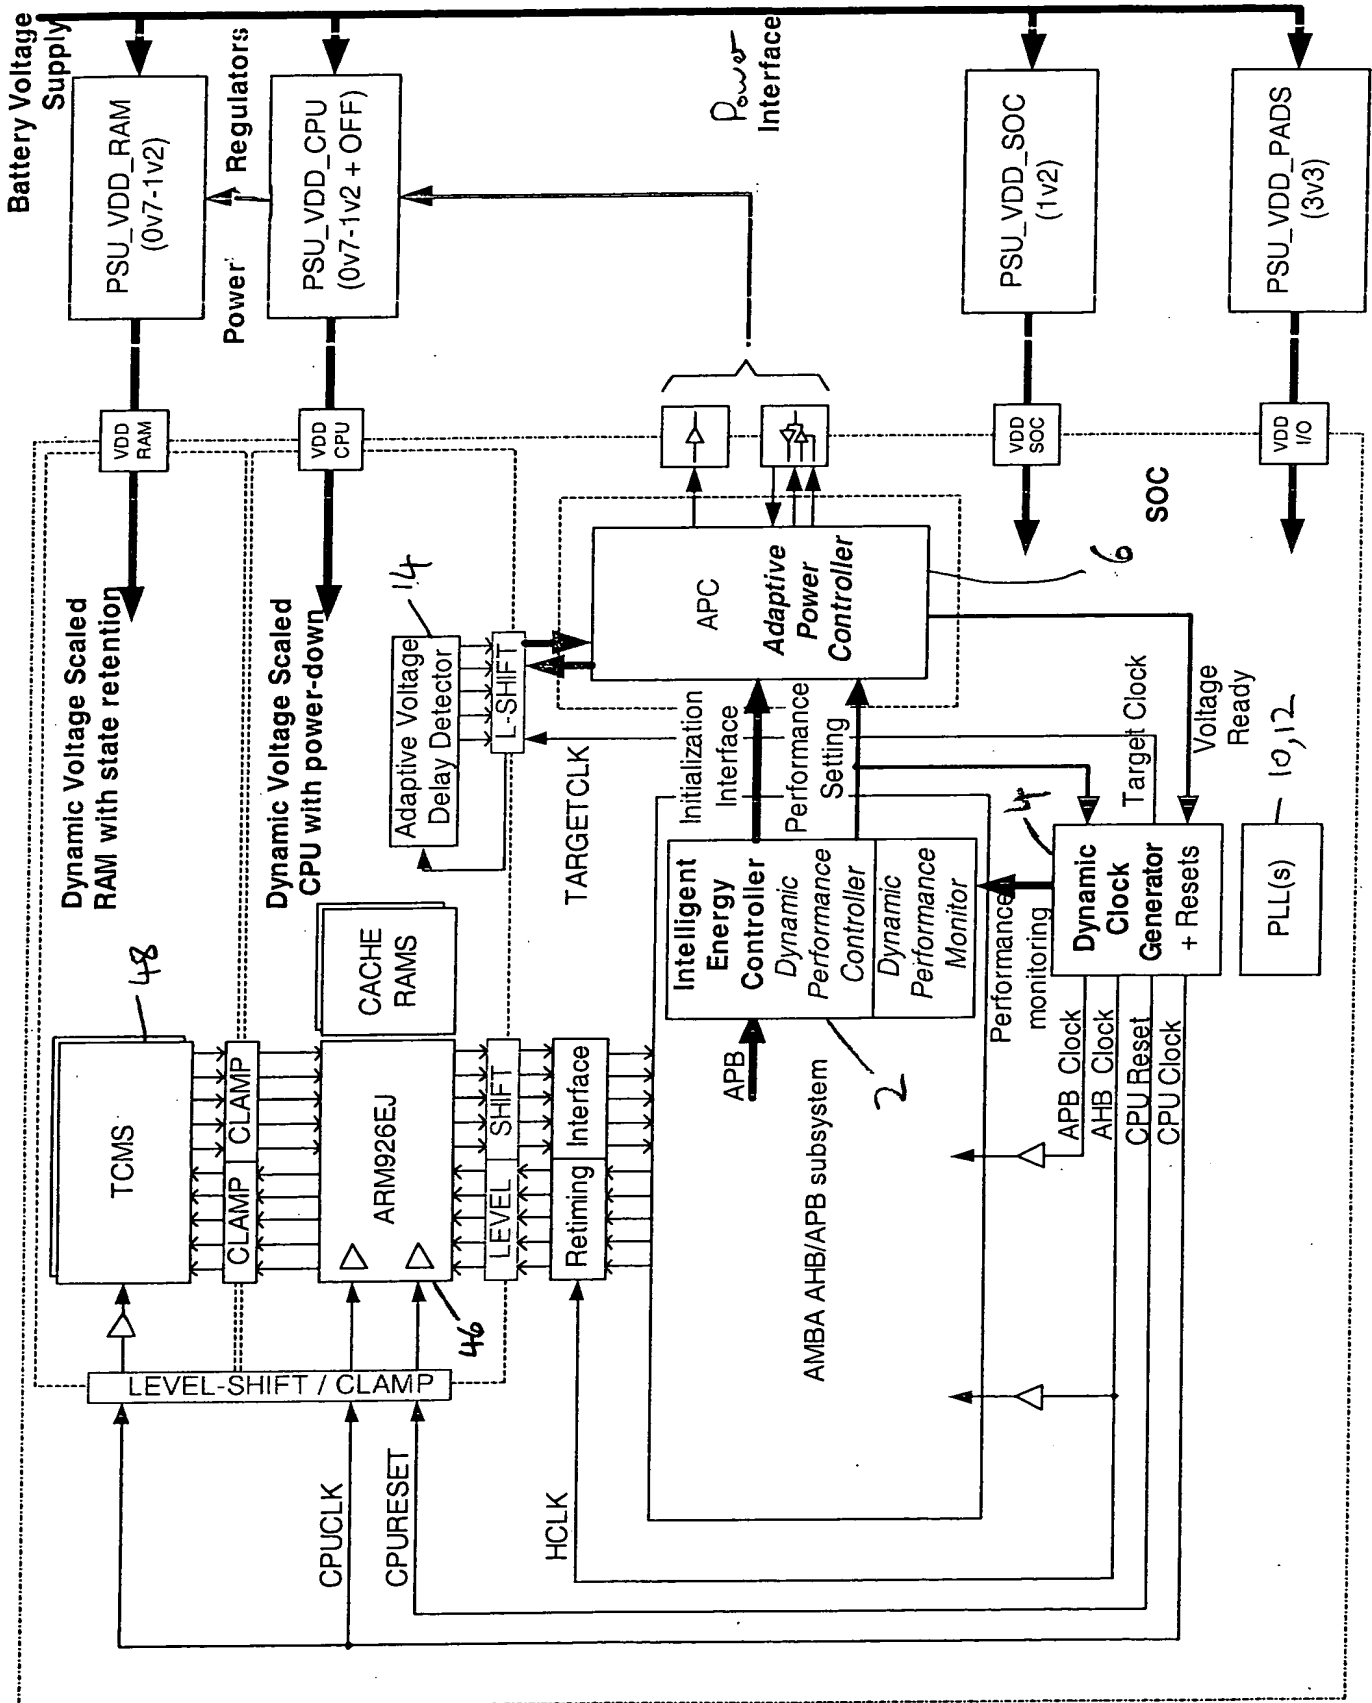 Battery Voltage
Supply
PSU_VDD_RAM
(0v7-1v2)
Power
Regulators
PSU_VDD_CPU
(0v7-1v2 + OFF)
Power
Interface
PSU_VDD_SOC
(1v2)
PSU_VDD_PADS
(3v3)
VDD
RAM
VDD
CPU
VDD
SOC
VDD
I/O
SOC
Dynamic Voltage Scaled
RAM with state retention
Dynamic Voltage Scaled
CPU with power-down
14
Adaptive Voltage
Delay Detector
L-SHIFT
APC
Adaptive
Power
Controller
6
TARGETCLK
Initialization
Interface
Performance
Setting
Target Clock
Voltage
Ready
10,12
PLL(s)
4
Dynamic
Clock
Generator
+ Resets
Performance
monitoring
Intelligent
Energy
Controller
Dynamic
Performance
Controller
Dynamic
Performance
Monitor
2
APB
48
TCMS
CLAMP
CLAMP
CACHE
RAMS
ARM926EJ
46
LEVEL
SHIFT
Retiming
Interface
AMBA AHB/APB subsystem
APB Clock
AHB Clock
CPU Reset
CPU Clock
LEVEL-SHIFT / CLAMP
CPUCLK
CPURESET
HCLK